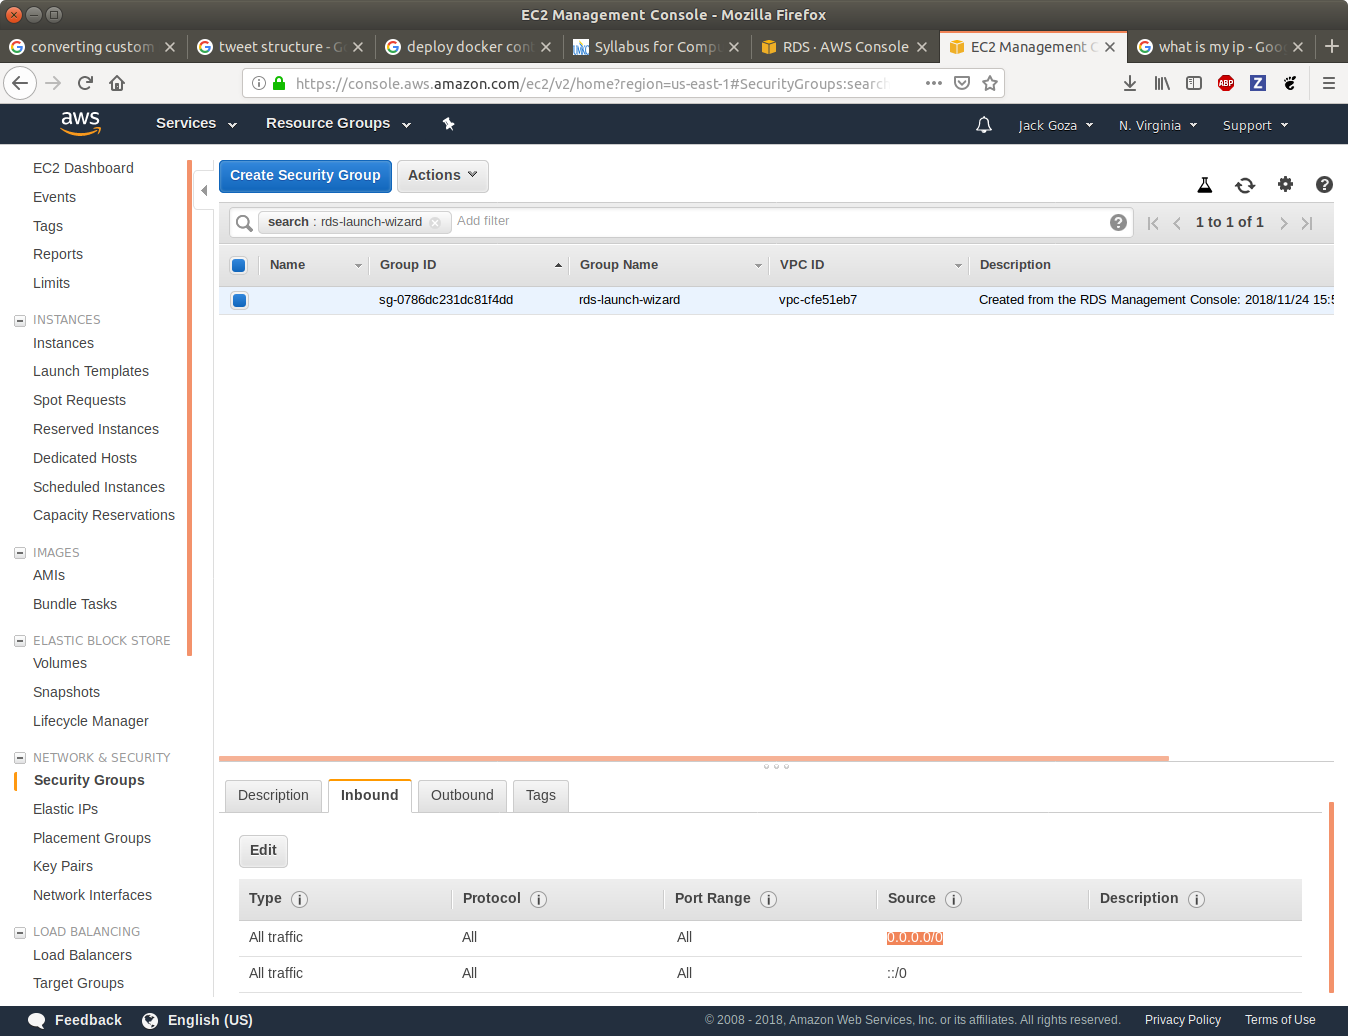 EC2 Management Console - Mozilla Firefox
converting custom
tweet structure - G
deploy docker con
Syllabus for Compu
RDS · AWS Console
EC2 Management C
what is my ip - Goo
https://console.aws.amazon.com/ec2/v2/home?region=us-east-1#SecurityGroups:search
ABP
Z
aws
Services
Resource Groups
Jack Goza
N. Virginia
Support
EC2 Dashboard
Events
Tags
Reports
Limits
INSTANCES
Instances
Launch Templates
Spot Requests
Reserved Instances
Dedicated Hosts
Scheduled Instances
Capacity Reservations
IMAGES
AMIs
Bundle Tasks
ELASTIC BLOCK STORE
Volumes
Snapshots
Lifecycle Manager
NETWORK & SECURITY
Security Groups
Elastic IPs
Placement Groups
Key Pairs
Network Interfaces
LOAD BALANCING
Load Balancers
Target Groups
Create Security Group
Actions
search : rds-launch-wizard
Add filter
1 to 1 of 1
Name Group ID Group Name VPC ID Description
sg-0786dc231dc81f4dd rds-launch-wizard vpc-cfe51eb7 Created from the RDS Management Console: 2018/11/24 15:5
Description
Inbound
Outbound
Tags
Edit
Type Protocol Port Range Source Description
All traffic All All 0.0.0.0/0
All traffic All All ::/0
Feedback
English (US)
© 2008 - 2018, Amazon Web Services, Inc. or its affiliates. All rights reserved.
Privacy Policy
Terms of Use